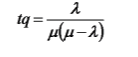 tq = λ / μ(μ−λ)